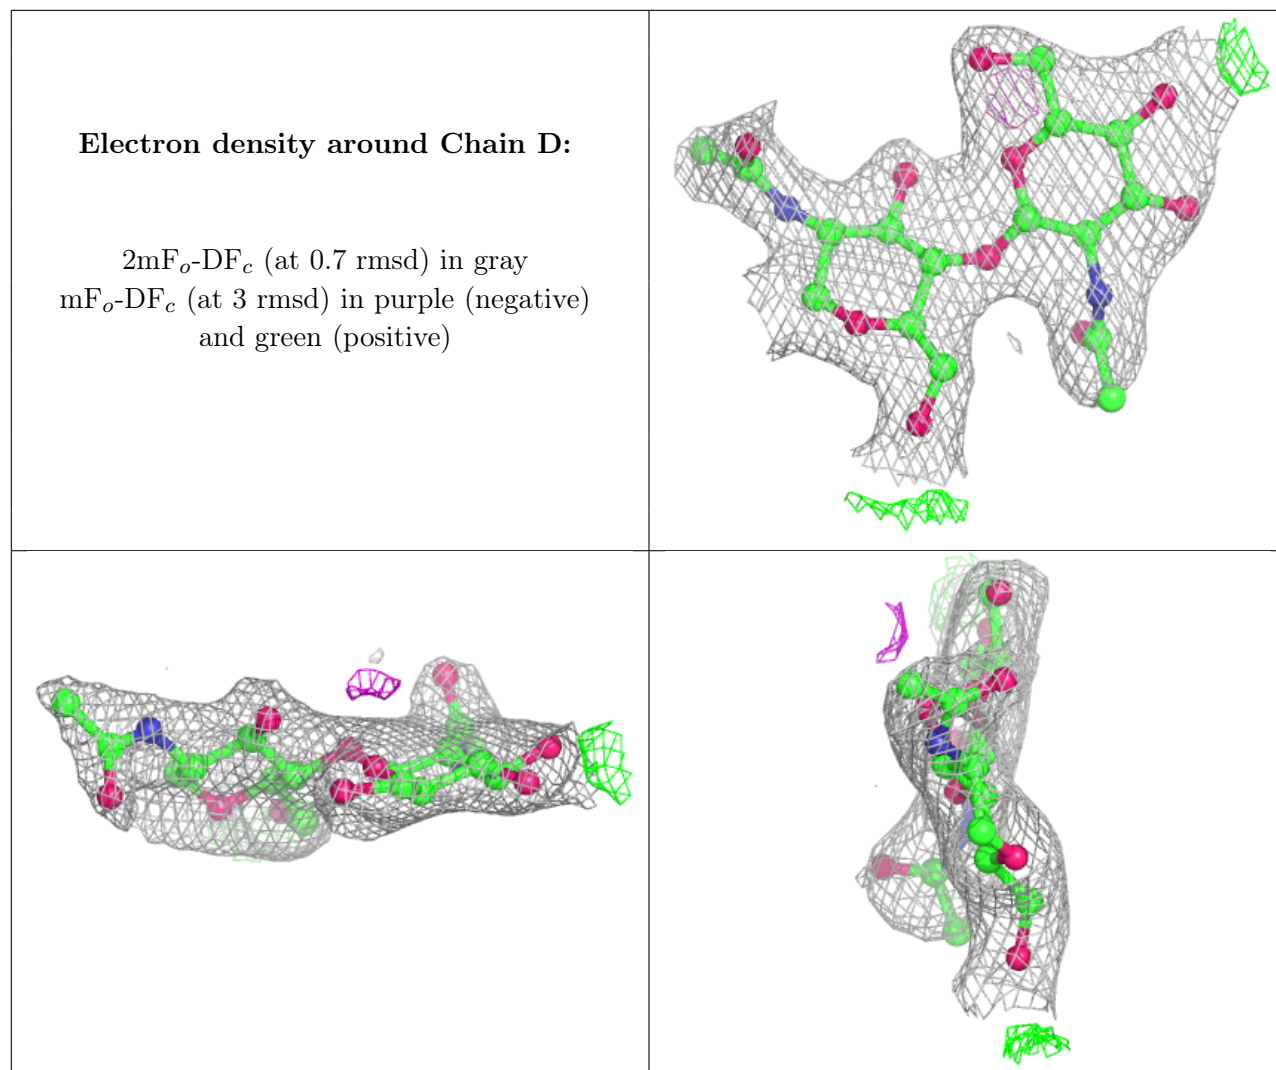 Electron density around Chain D:
2mFₒ-DF𝒸 (at 0.7 rmsd) in gray
mFₒ-DF𝒸 (at 3 rmsd) in purple (negative)
and green (positive)